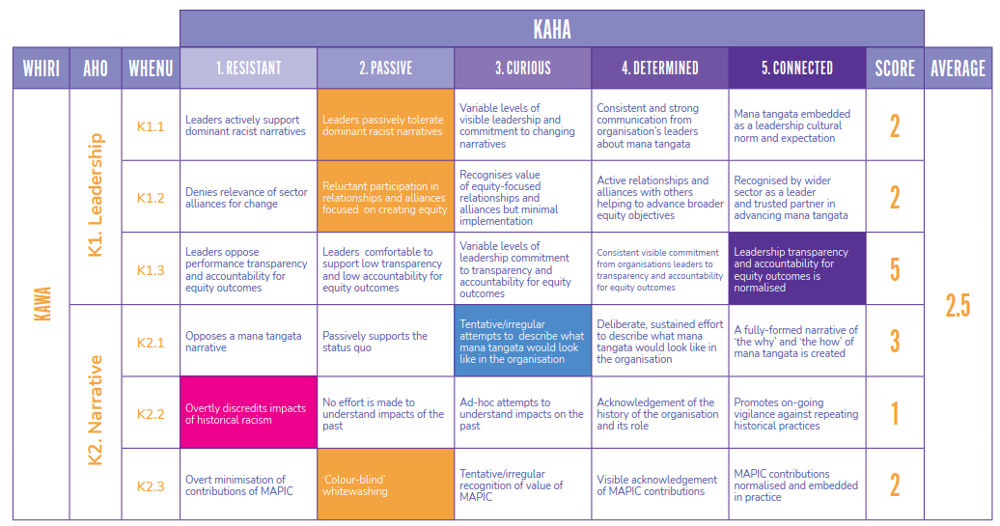 KAHA
WHIRI
AHO
WHENU
1. RESISTANT
2. PASSIVE
3. CURIOUS
4. DETERMINED
5. CONNECTED
SCORE
AVERAGE
KAWA
K1. Leadership
K1.1
Leaders actively support
dominant racist narratives
Leaders passively tolerate
dominant racist narratives
Variable levels of
visible leadership and
commitment to changing
narratives
Consistent and strong
communication from
organisation's leaders
about mana tangata
Mana tangata embedded
as a leadership cultural
norm and expectation
2
K1.2
Denies relevance of sector
alliances for change
Reluctant participation in
relationships and alliances
focused on creating equity
Recognises value
of equity-focused
relationships and
alliances but minimal
implementation
Active relationships and
alliances with others
helping to advance broader
equity objectives
Recognised by wider
sector as a leader
and trusted partner in
advancing mana tangata
2
K1.3
Leaders oppose
performance transparency
and accountability for
equity outcomes
Leaders comfortable to
support low transparency
and low accountability for
equity outcomes
Variable levels of
leadership commitment
to transparency and
accountability for equity
outcomes
Consistent visible commitment
from organisations leaders to
transparency and accountability
for equity outcomes
Leadership transparency
and accountability for
equity outcomes is
normalised
5
2.5
K2. Narrative
K2.1
Opposes a mana tangata
narrative
Passively supports the
status quo
Tentative/irregular
attempts to describe what
mana tangata would look
like in the organisation
Deliberate, sustained effort
to describe what mana
tangata would look like in
the organisation
A fully-formed narrative of
'the why' and 'the how' of
mana tangata is created
3
K2.2
Overtly discredits impacts
of historical racism
No effort is made to
understand impacts of the
past
Ad-hoc attempts to
understand impacts on the
past
Acknowledgement of the
history of the organisation
and its role
Promotes on-going
vigilance against repeating
historical practices
1
K2.3
Overt minimisation of
contributions of MAPIC
'Colour-blind'
whitewashing
Tentative/irregular
recognition of value of
MAPIC
Visible acknowledgement
of MAPIC contributions
MAPIC contributions
normalised and embedded
in practice
2